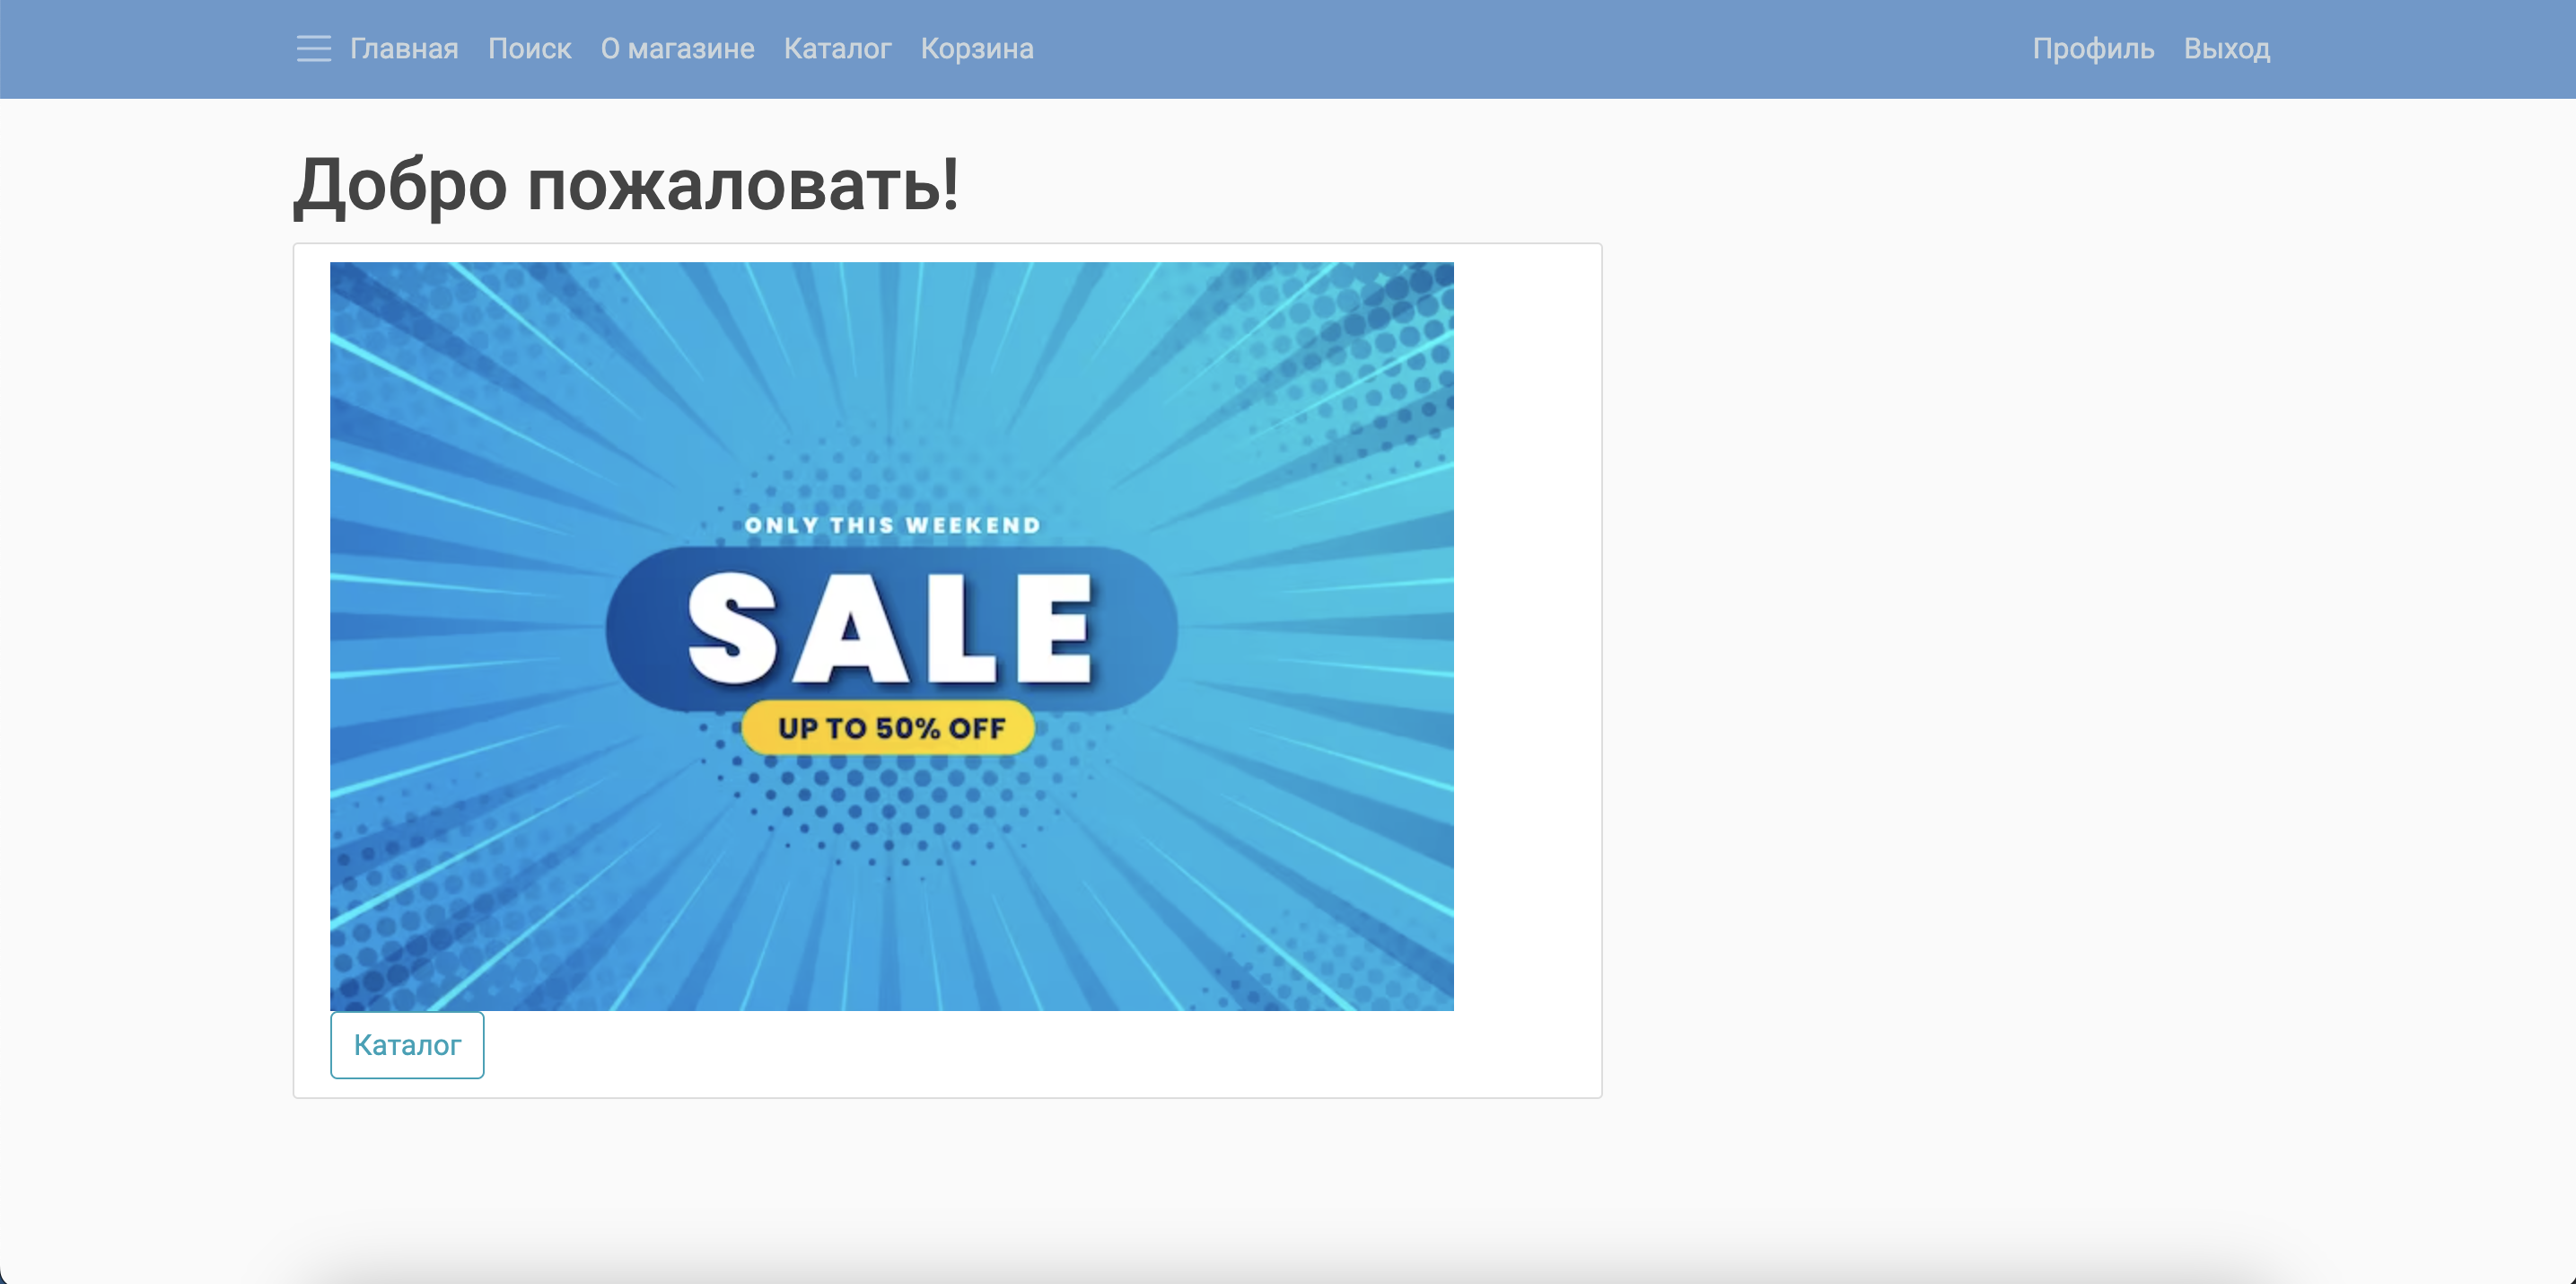 Главная Поиск О магазине Каталог Корзина Профиль Выход
Добро пожаловать!
ONLY THIS WEEKEND
SALE
UP TO 50% OFF
Каталог